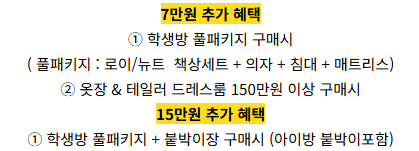 7만원 추가 혜택
① 학생방 풀패키지 구매시
( 풀패키지 : 로이/뉴트 책상세트 + 의자 + 침대 + 매트리스)
② 옷장 & 테일러 드레스룸 150만원 이상 구매시
15만원 추가 혜택
① 학생방 풀패키지 + 붙박이장 구매시 (아이방 붙박이포함)